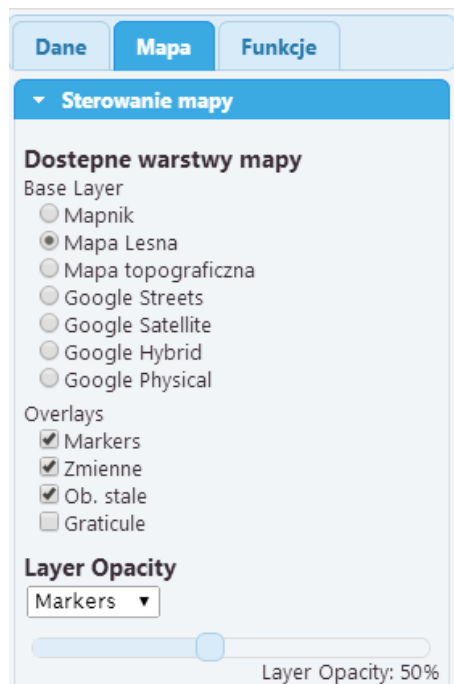 Dane Mapa Funkcje
Sterowanie mapy
Dostepne warstwy mapy
Base Layer
Mapnik
Mapa Lesna
Mapa topograficzna
Google Streets
Google Satellite
Google Hybrid
Google Physical
Overlays
Markers
Zmienne
Ob. stale
Graticule
Layer Opacity
Markers
Layer Opacity: 50%